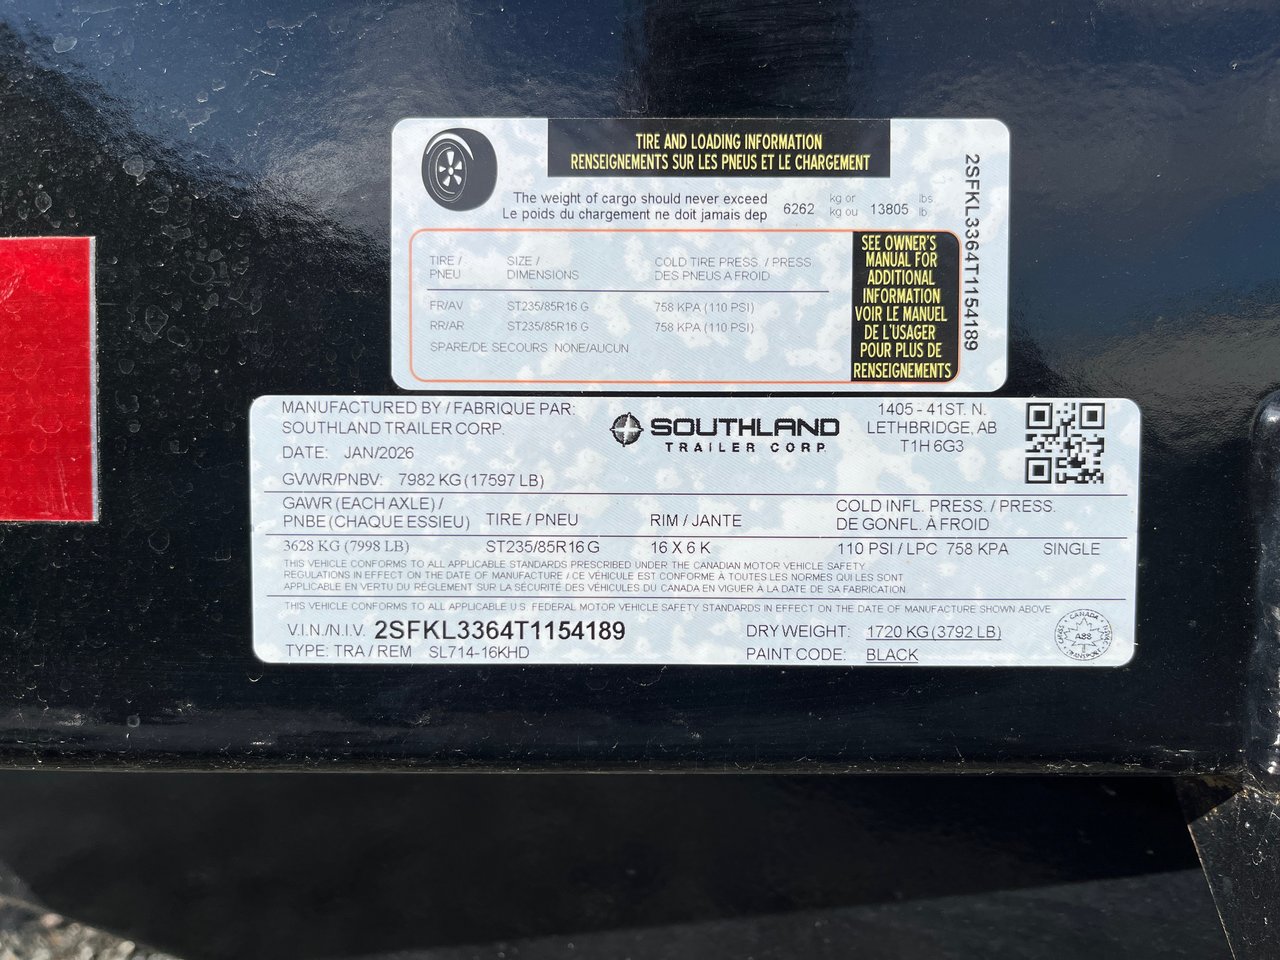 TIRE AND LOADING INFORMATION
RENSEIGNEMENTS SUR LES PNEUS ET LE CHARGEMENT
The weight of cargo should never exceed
Le poids du chargement ne doit jamais dep
6262 kg or kg ou 13805 lbs lb
TIRE / PNEU SIZE / DIMENSIONS COLD TIRE PRESS. / PRESS DES PNEUS A FROID
FR/AV ST235/85R16 G 758 KPA (110 PSI)
RR/AR ST235/85R16 G 758 KPA (110 PSI)
SPARE/DE SECOURS NONE/AUCUN
SEE OWNER'S
MANUAL FOR
ADDITIONAL
INFORMATION
VOIR LE MANUEL
DE L'USAGER
POUR PLUS DE
RENSEIGNEMENTS
2SFKL3364T1154189
MANUFACTURED BY / FABRIQUE PAR:
SOUTHLAND TRAILER CORP.
DATE: JAN/2026
SOUTHLAND
TRAILER CORP
1405 - 41ST. N.
LETHBRIDGE, AB
T1H 6G3
GVWR/PNBV: 7982 KG (17597 LB)
GAWR (EACH AXLE) /
PNBE (CHAQUE ESSIEU) TIRE / PNEU RIM / JANTE COLD INFL. PRESS. / PRESS.
DE GONFL. À FROID
3628 KG (7998 LB) ST235/85R16 G 16 X 6 K 110 PSI / LPC 758 KPA SINGLE
THIS VEHICLE CONFORMS TO ALL APPLICABLE STANDARDS PRESCRIBED UNDER THE CANADIAN MOTOR VEHICLE SAFETY
REGULATIONS IN EFFECT ON THE DATE OF MANUFACTURE / CE VÉHICULE EST CONFORME À TOUTES LES NORMES QUI LES SONT
APPLICABLE EN VERTU DU RÈGLEMENT SUR LA SÉCURITÉ DES VÉHICULES DU CANADA EN VIGUER À LA DATE DE SA FABRICATION
THIS VEHICLE CONFORMS TO ALL APPLICABLE U.S. FEDERAL MOTOR VEHICLE SAFETY STANDARDS IN EFFECT ON THE DATE OF MANUFACTURE SHOWN ABOVE
V.I.N./N.I.V. 2SFKL3364T1154189 DRY WEIGHT: 1720 KG (3792 LB)
TYPE: TRA / REM SL714-16KHD PAINT CODE: BLACK
CANADA
A88
TRANSPORT